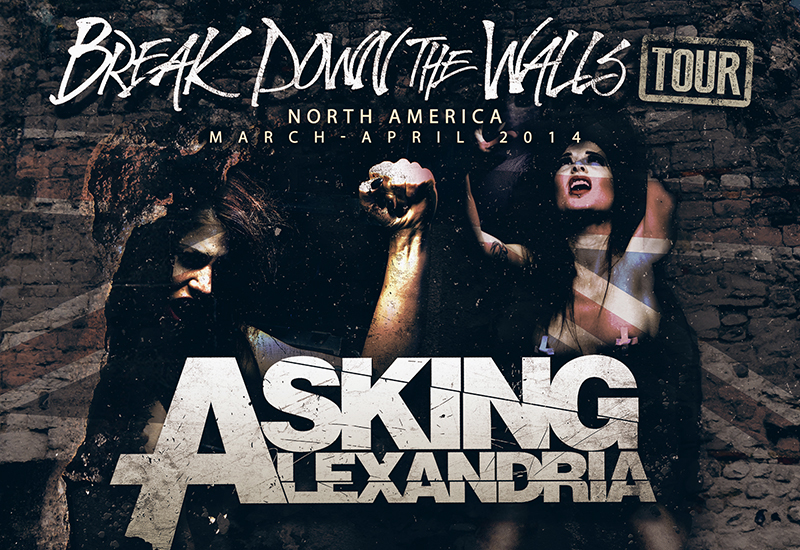 BREAK DOWN THE WALLS TOUR
NORTH AMERICA
MARCH-APRIL 2014
ASKING
ALEXANDRIA